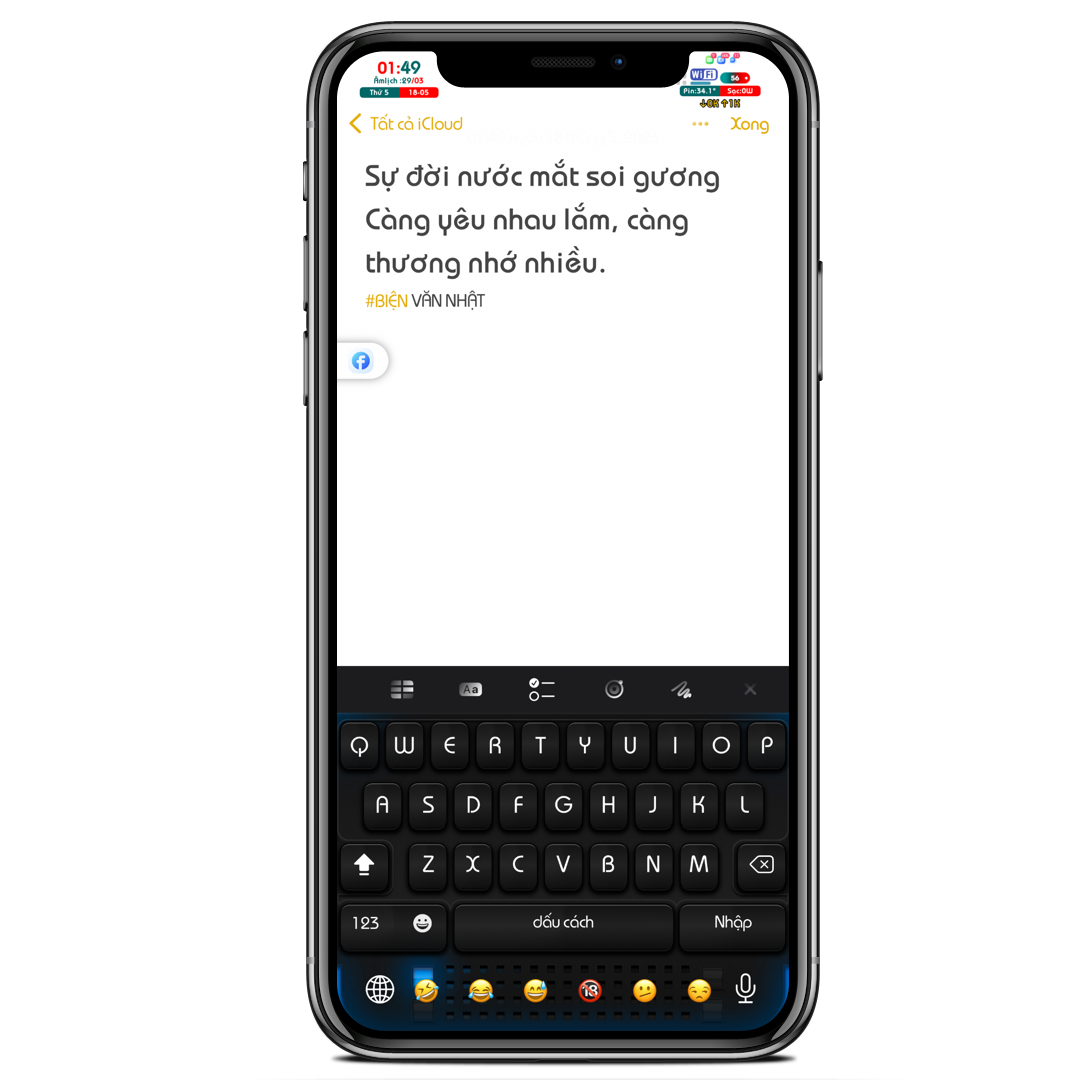 01:49
Âmlịch :29/03
Thứ 5 18-05
WiFi 56
Pin:34.1° Sạc:0W
↓0K ↑1K
Tất cả iCloud ··· Xong
Sự đời nước mắt soi gương
Càng yêu nhau lắm, càng
thương nhớ nhiều.
#BIỆN VĂN NHẬT
Aa
Q W E R T Y U I O P
A S D F G H J K L
Z X C V B N M
123 dấu cách Nhập
18